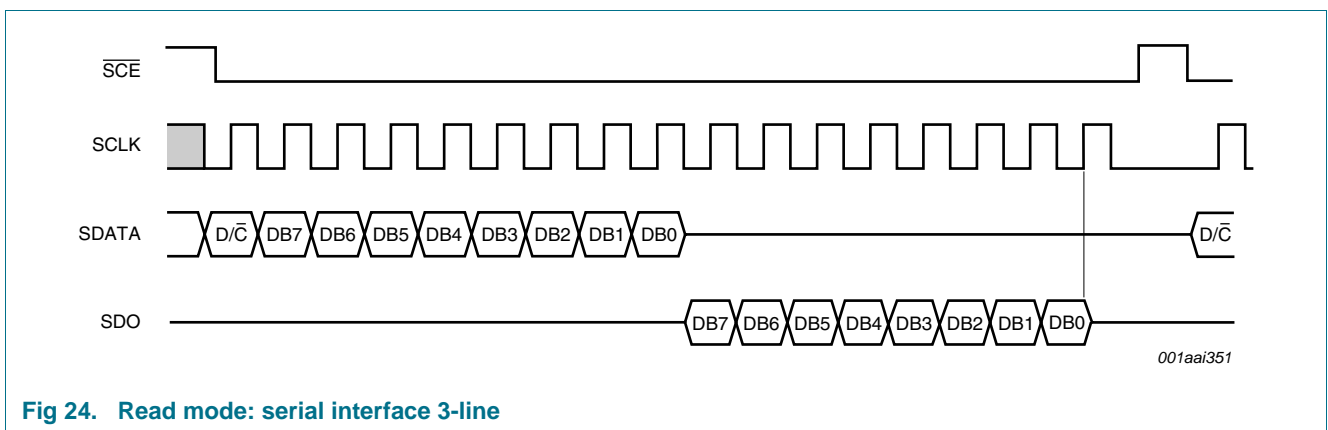 SCE
SCLK
SDATA D/C̅ DB7 DB6 DB5 DB4 DB3 DB2 DB1 DB0 D/C̅
SDO DB7 DB6 DB5 DB4 DB3 DB2 DB1 DB0
001aai351
Fig 24. Read mode: serial interface 3-line